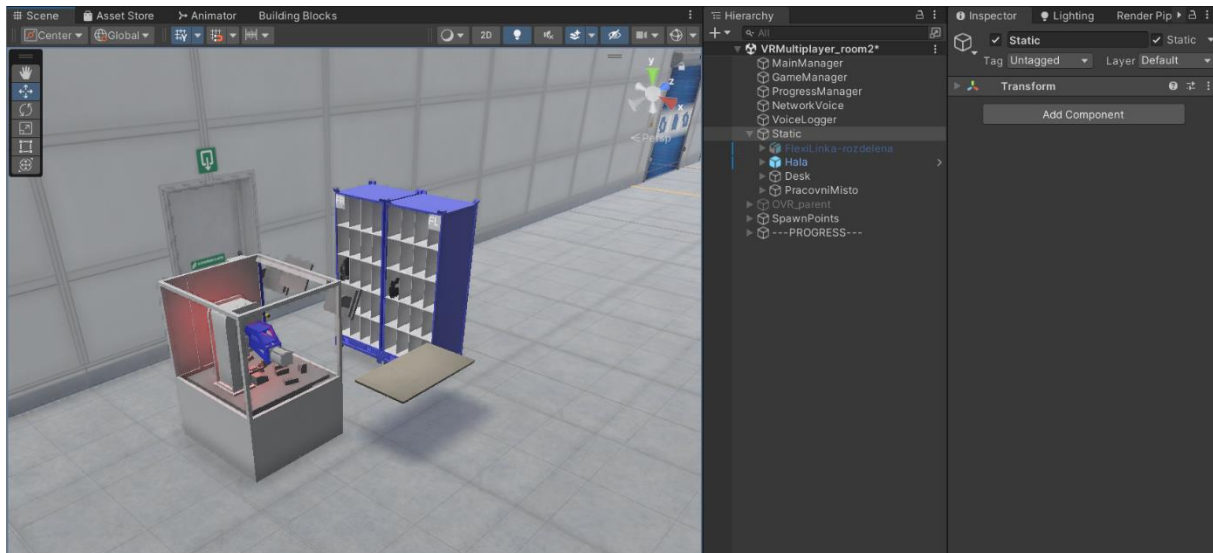 Scene Asset Store Animator Building Blocks
Center Global 2D
y
z
x
Persp
FL
Hierarchy
All
VRMultiplayer_room2*
MainManager
GameManager
ProgressManager
NetworkVoice
VoiceLogger
Static
FlexiLinka-rozdelena
Hala
Desk
PracovniMisto
OVR_parent
SpawnPoints
---PROGRESS---
Inspector Lighting Render Pip
Static Static
Tag Untagged Layer Default
Transform
Add Component